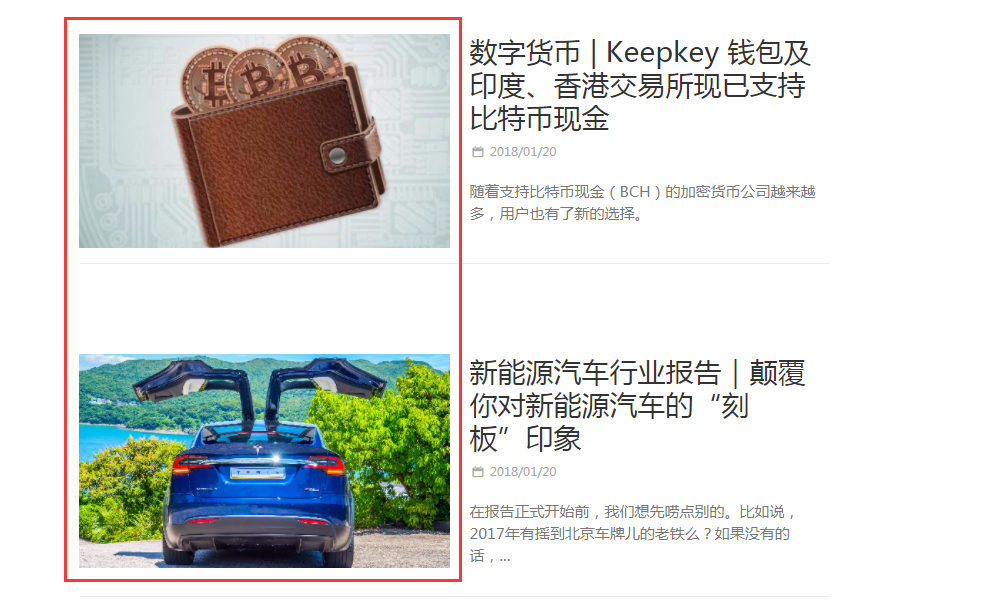 数字货币 | Keepkey 钱包及
印度、香港交易所现已支持
比特币现金
2018/01/20
随着支持比特币现金（BCH）的加密货币公司越来越
多，用户也有了新的选择。
新能源汽车行业报告 | 颠覆
你对新能源汽车的“刻
板”印象
2018/01/20
在报告正式开始前，我们想先唠点别的。比如说，
2017年有摇到北京车牌儿的老铁么？如果没有的
话，...